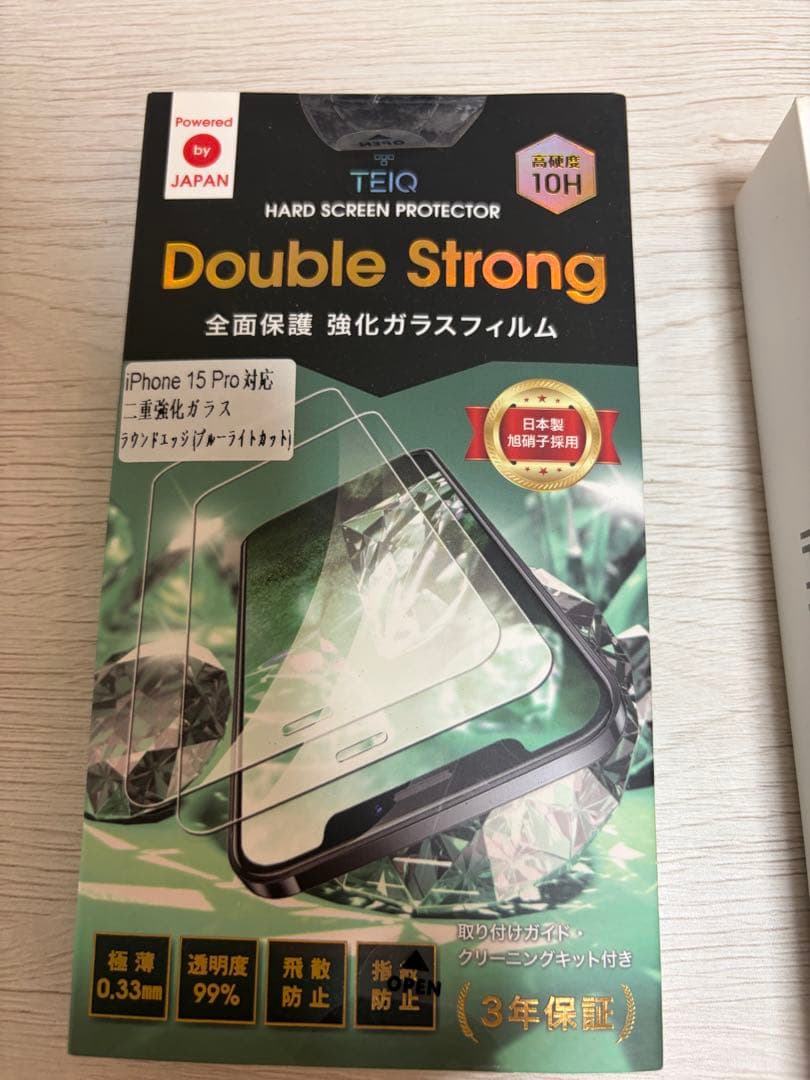 Powered
by
JAPAN
OPEN
TEIQ
高硬度
10H
HARD SCREEN PROTECTOR
Double Strong
全面保護 強化ガラスフィルム
iPhone 15 Pro対応
二重強化ガラス
ラウンドエッジ(ブルーライトカット)
日本製
旭硝子採用
取り付けガイド・
クリーニングキット付き
極薄
0.33mm
透明度
99%
飛散
防止
防止
OPEN
3年保証